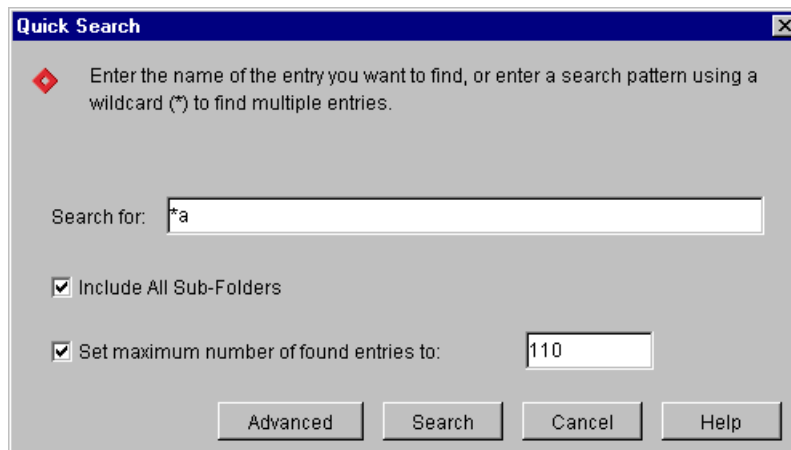 Quick Search
Enter the name of the entry you want to find, or enter a search pattern using a
wildcard (*) to find multiple entries.
Search for: *a
Include All Sub-Folders
Set maximum number of found entries to: 110
Advanced Search Cancel Help